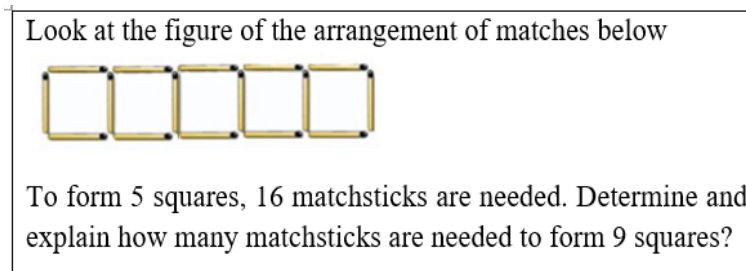 Look at the figure of the arrangement of matches below
To form 5 squares, 16 matchsticks are needed. Determine and
explain how many matchsticks are needed to form 9 squares?